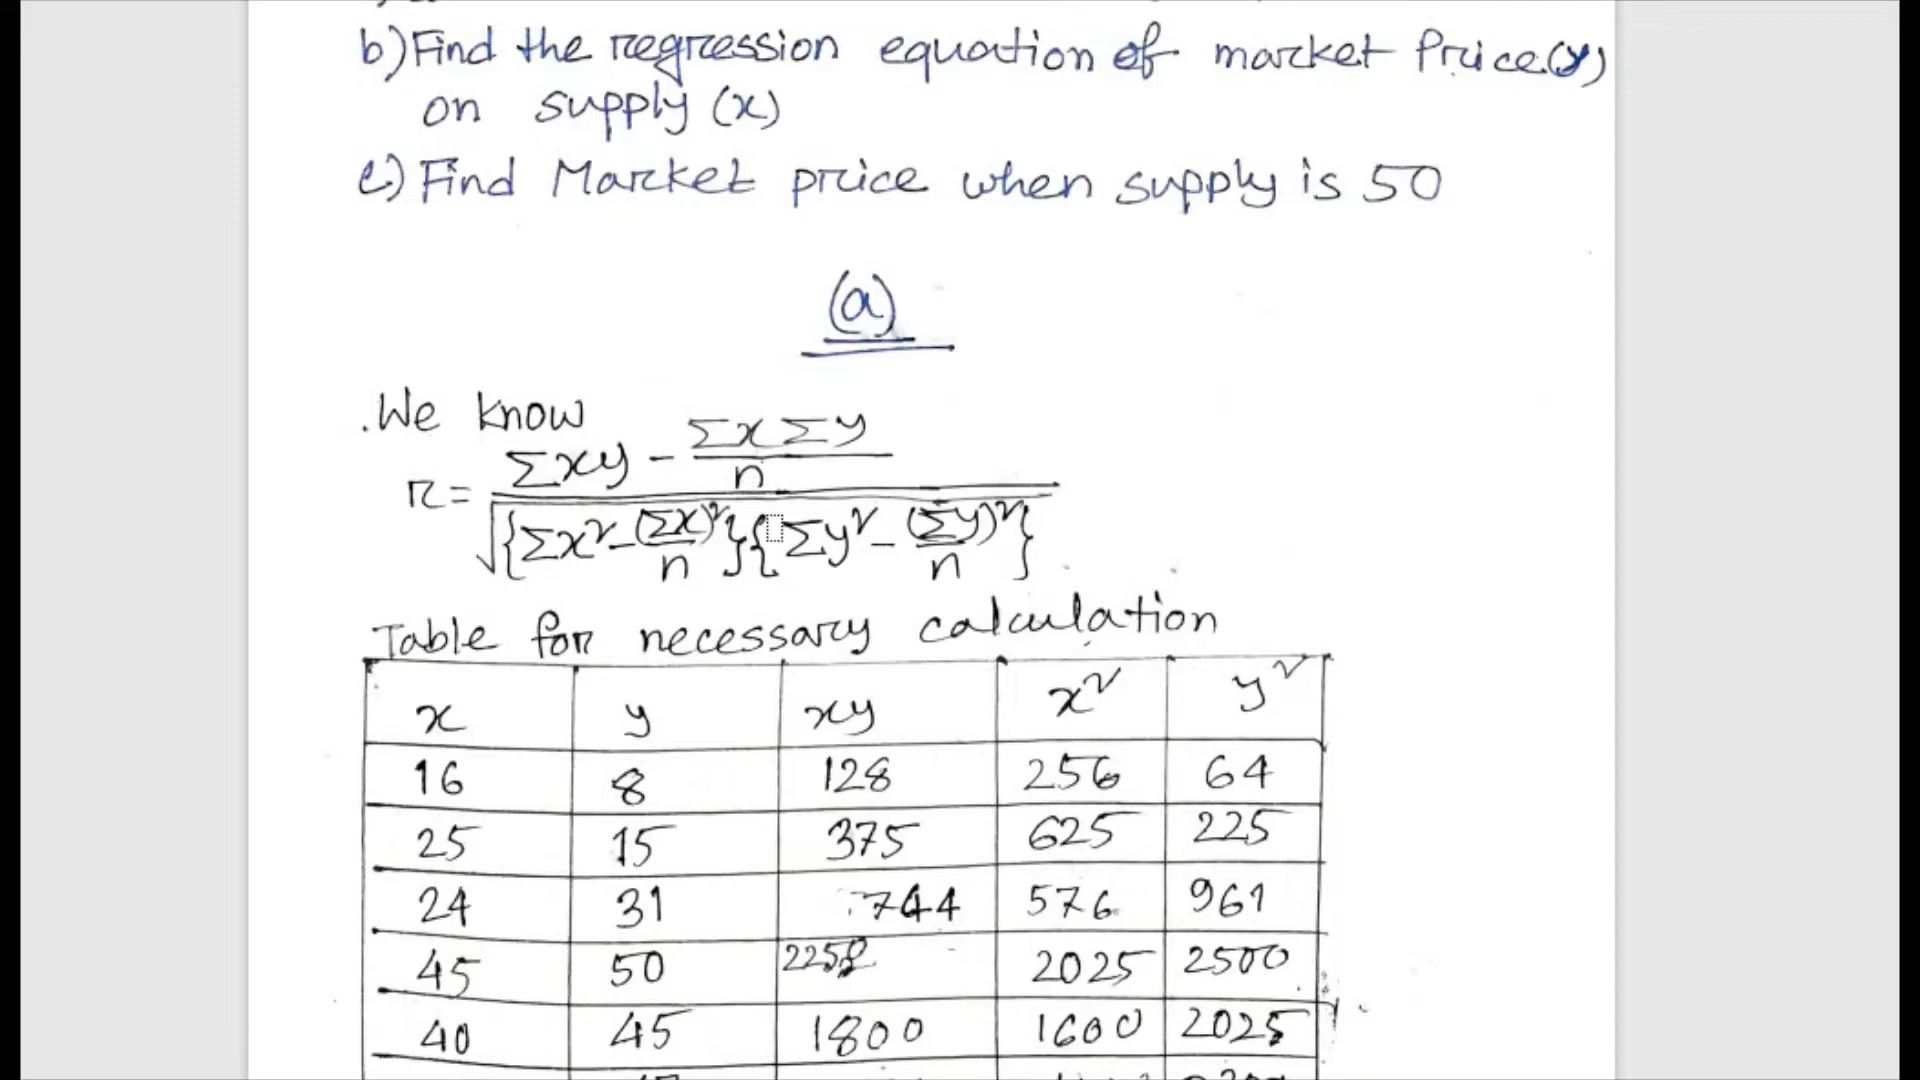 b) Find the regression equation of market Price(y)
on supply (x)
c) Find Market price when supply is 50
(a)
We know
r = Σxy - Σx Σy / n
√{Σx² - (Σx)²/n}{Σy² - (Σy)²/n}
Table for necessary calculation
x y xy x² y²
16 8 128 256 64
25 15 375 625 225
24 31 744 576 961
45 50 2025 2500
40 45 1800 1600 2025